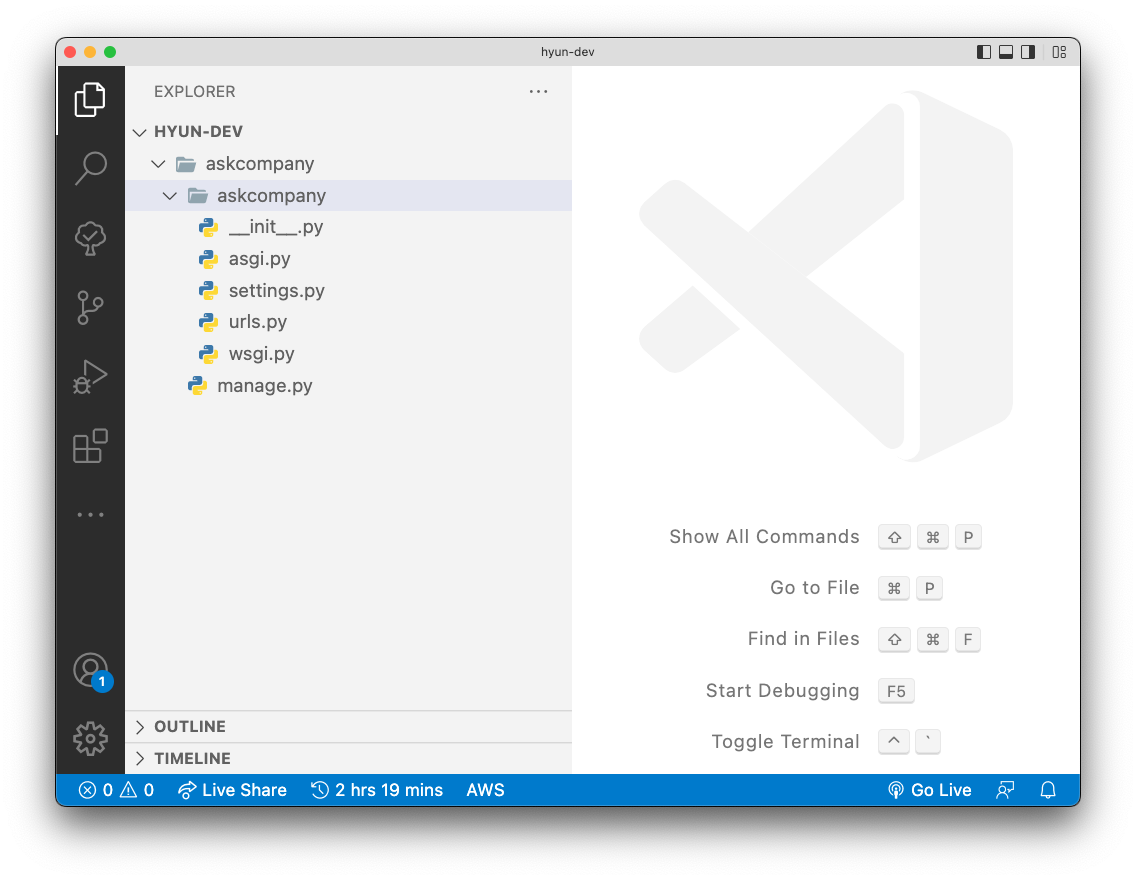 hyun-dev
EXPLORER
HYUN-DEV
askcompany
askcompany
__init__.py
asgi.py
settings.py
urls.py
wsgi.py
manage.py
OUTLINE
TIMELINE
Show All Commands ⇧ ⌘ P
Go to File ⌘ P
Find in Files ⇧ ⌘ F
Start Debugging F5
Toggle Terminal ^ `
1
0 0 Live Share 2 hrs 19 mins AWS Go Live